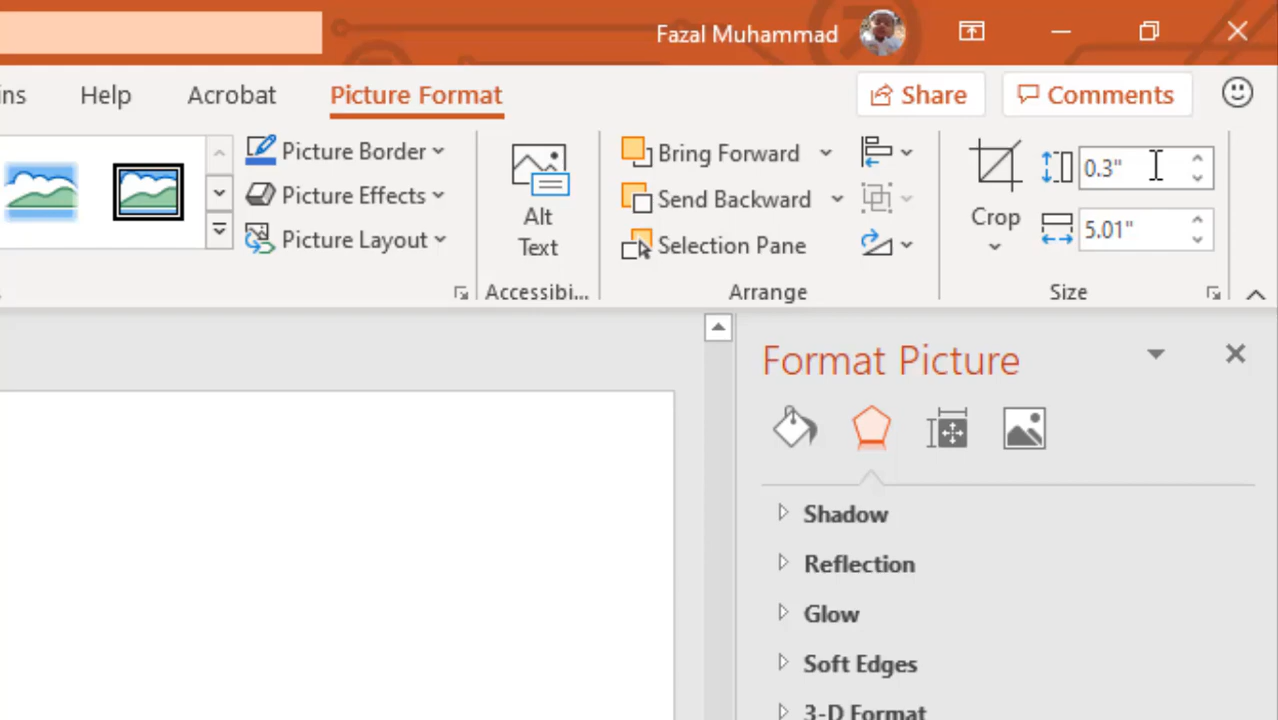 Fazal Muhammad
ins Help Acrobat Picture Format Share Comments
Picture Border
Picture Effects
Picture Layout
Alt
Text
Accessibi...
Bring Forward
Send Backward
Selection Pane
Arrange
Crop
0.3"
5.01"
Size
Format Picture
Shadow
Reflection
Glow
Soft Edges
3-D Format